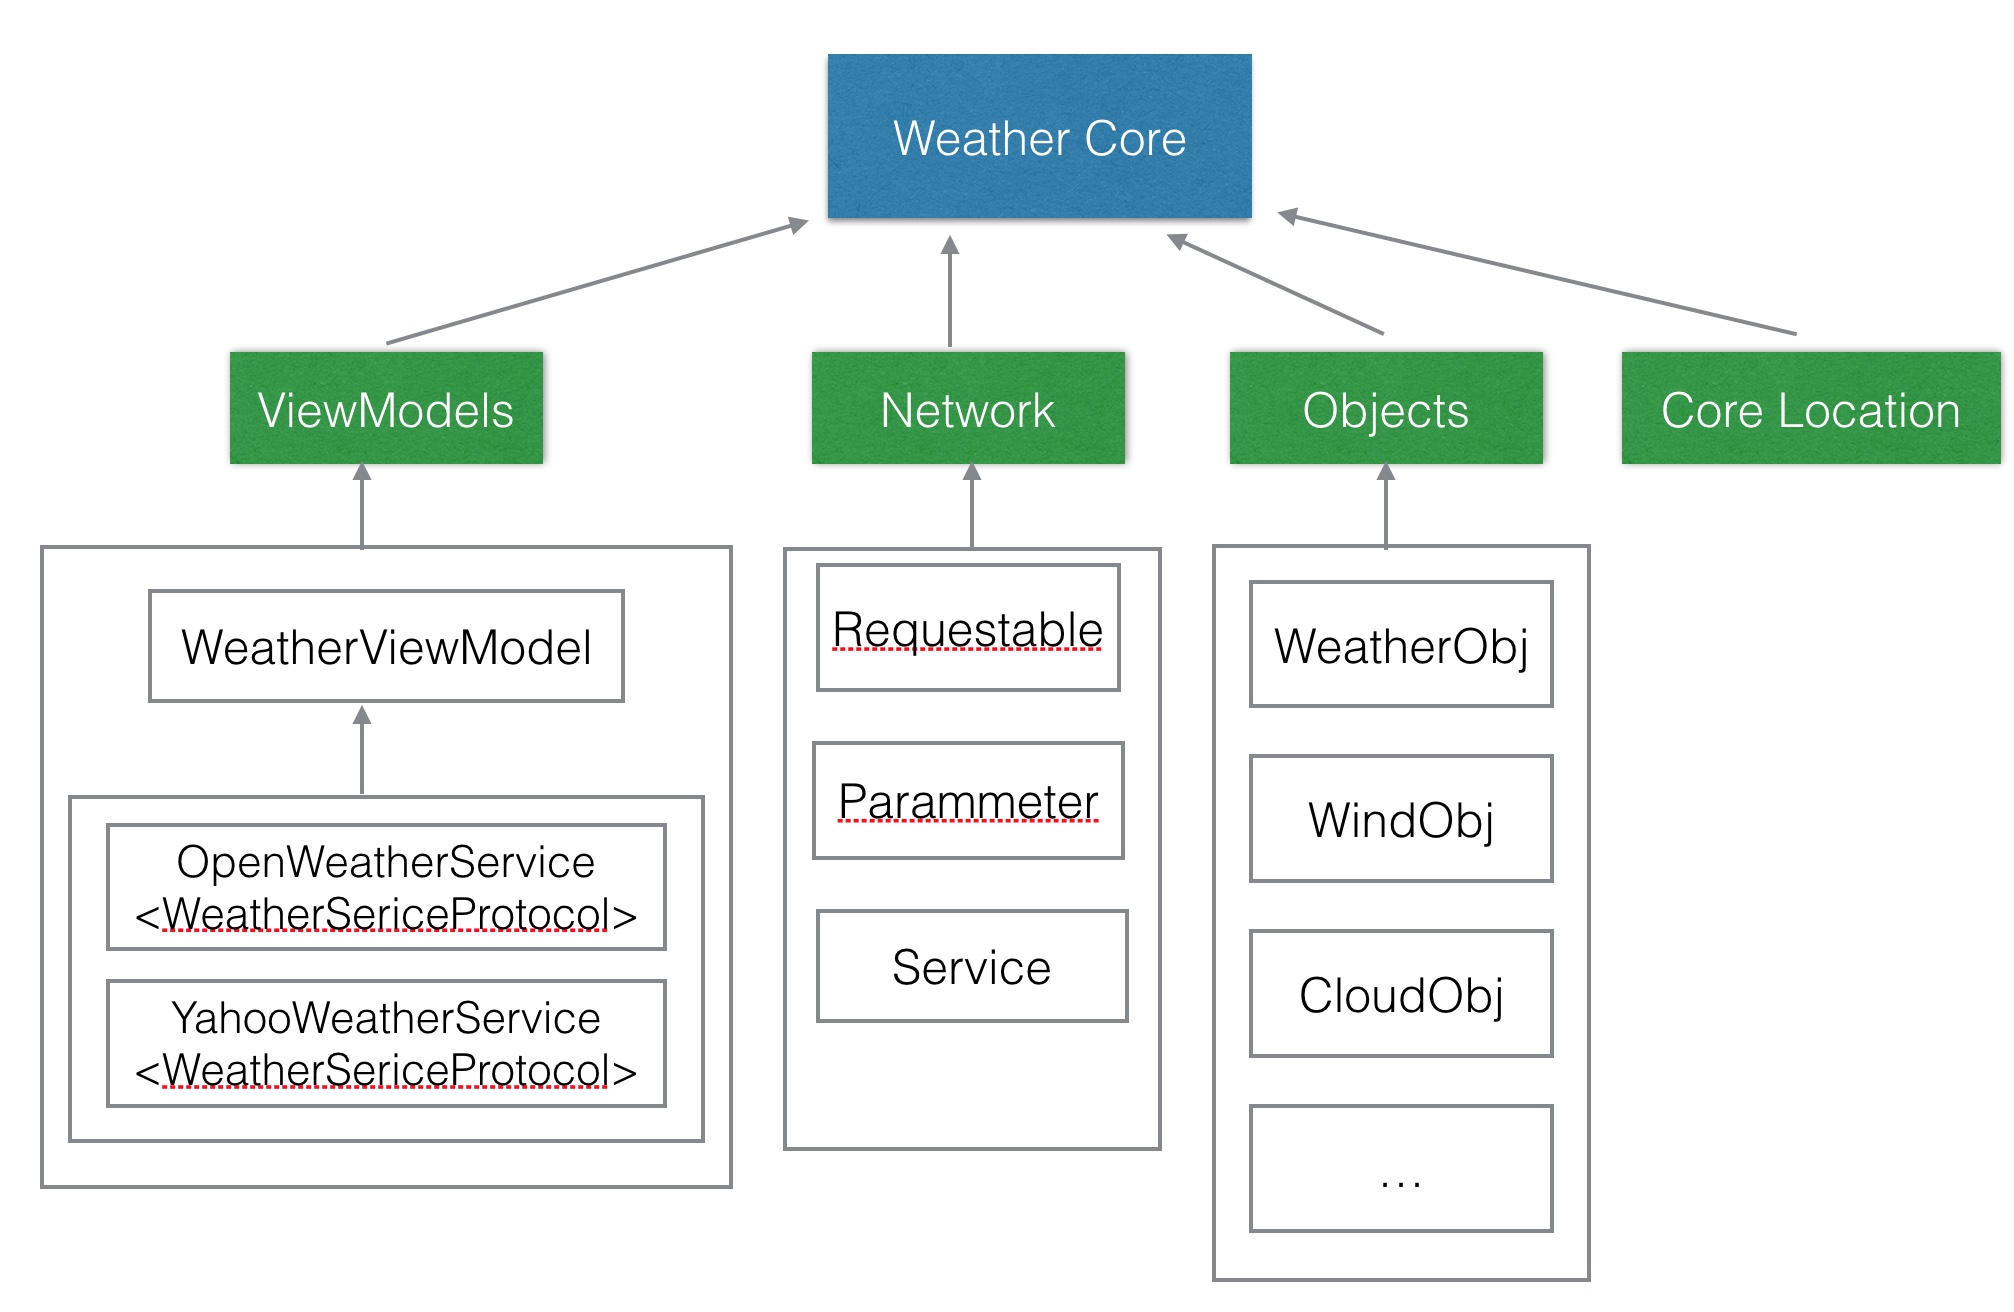 Weather Core
ViewModels
Network
Objects
Core Location
WeatherViewModel
OpenWeatherService
<WeatherSericeProtocol>
YahooWeatherService
<WeatherSericeProtocol>
Requestable
Parammeter
Service
WeatherObj
WindObj
CloudObj
...